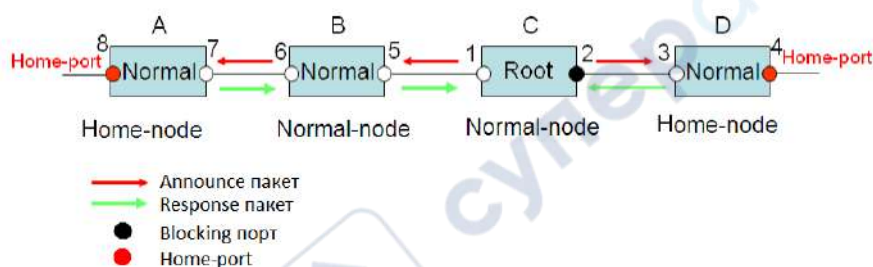 A B C D
8 7 6 5 1 2 3 4
Home-port Normal Normal Root Normal Home-port
Home-node Normal-node Normal-node Home-node
Announce пакет
Response пакет
Blocking порт
Home-port
супер